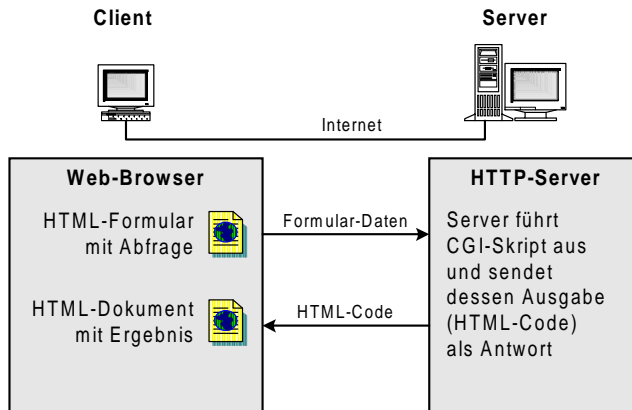 Client
Server
Internet
Web-Browser
HTML-Formular
mit Abfrage
HTML-Dokument
mit Ergebnis
Formular-Daten
HTML-Code
HTTP-Server
Server führt
CGI-Skript aus
und sendet
dessen Ausgabe
(HTML-Code)
als Antwort